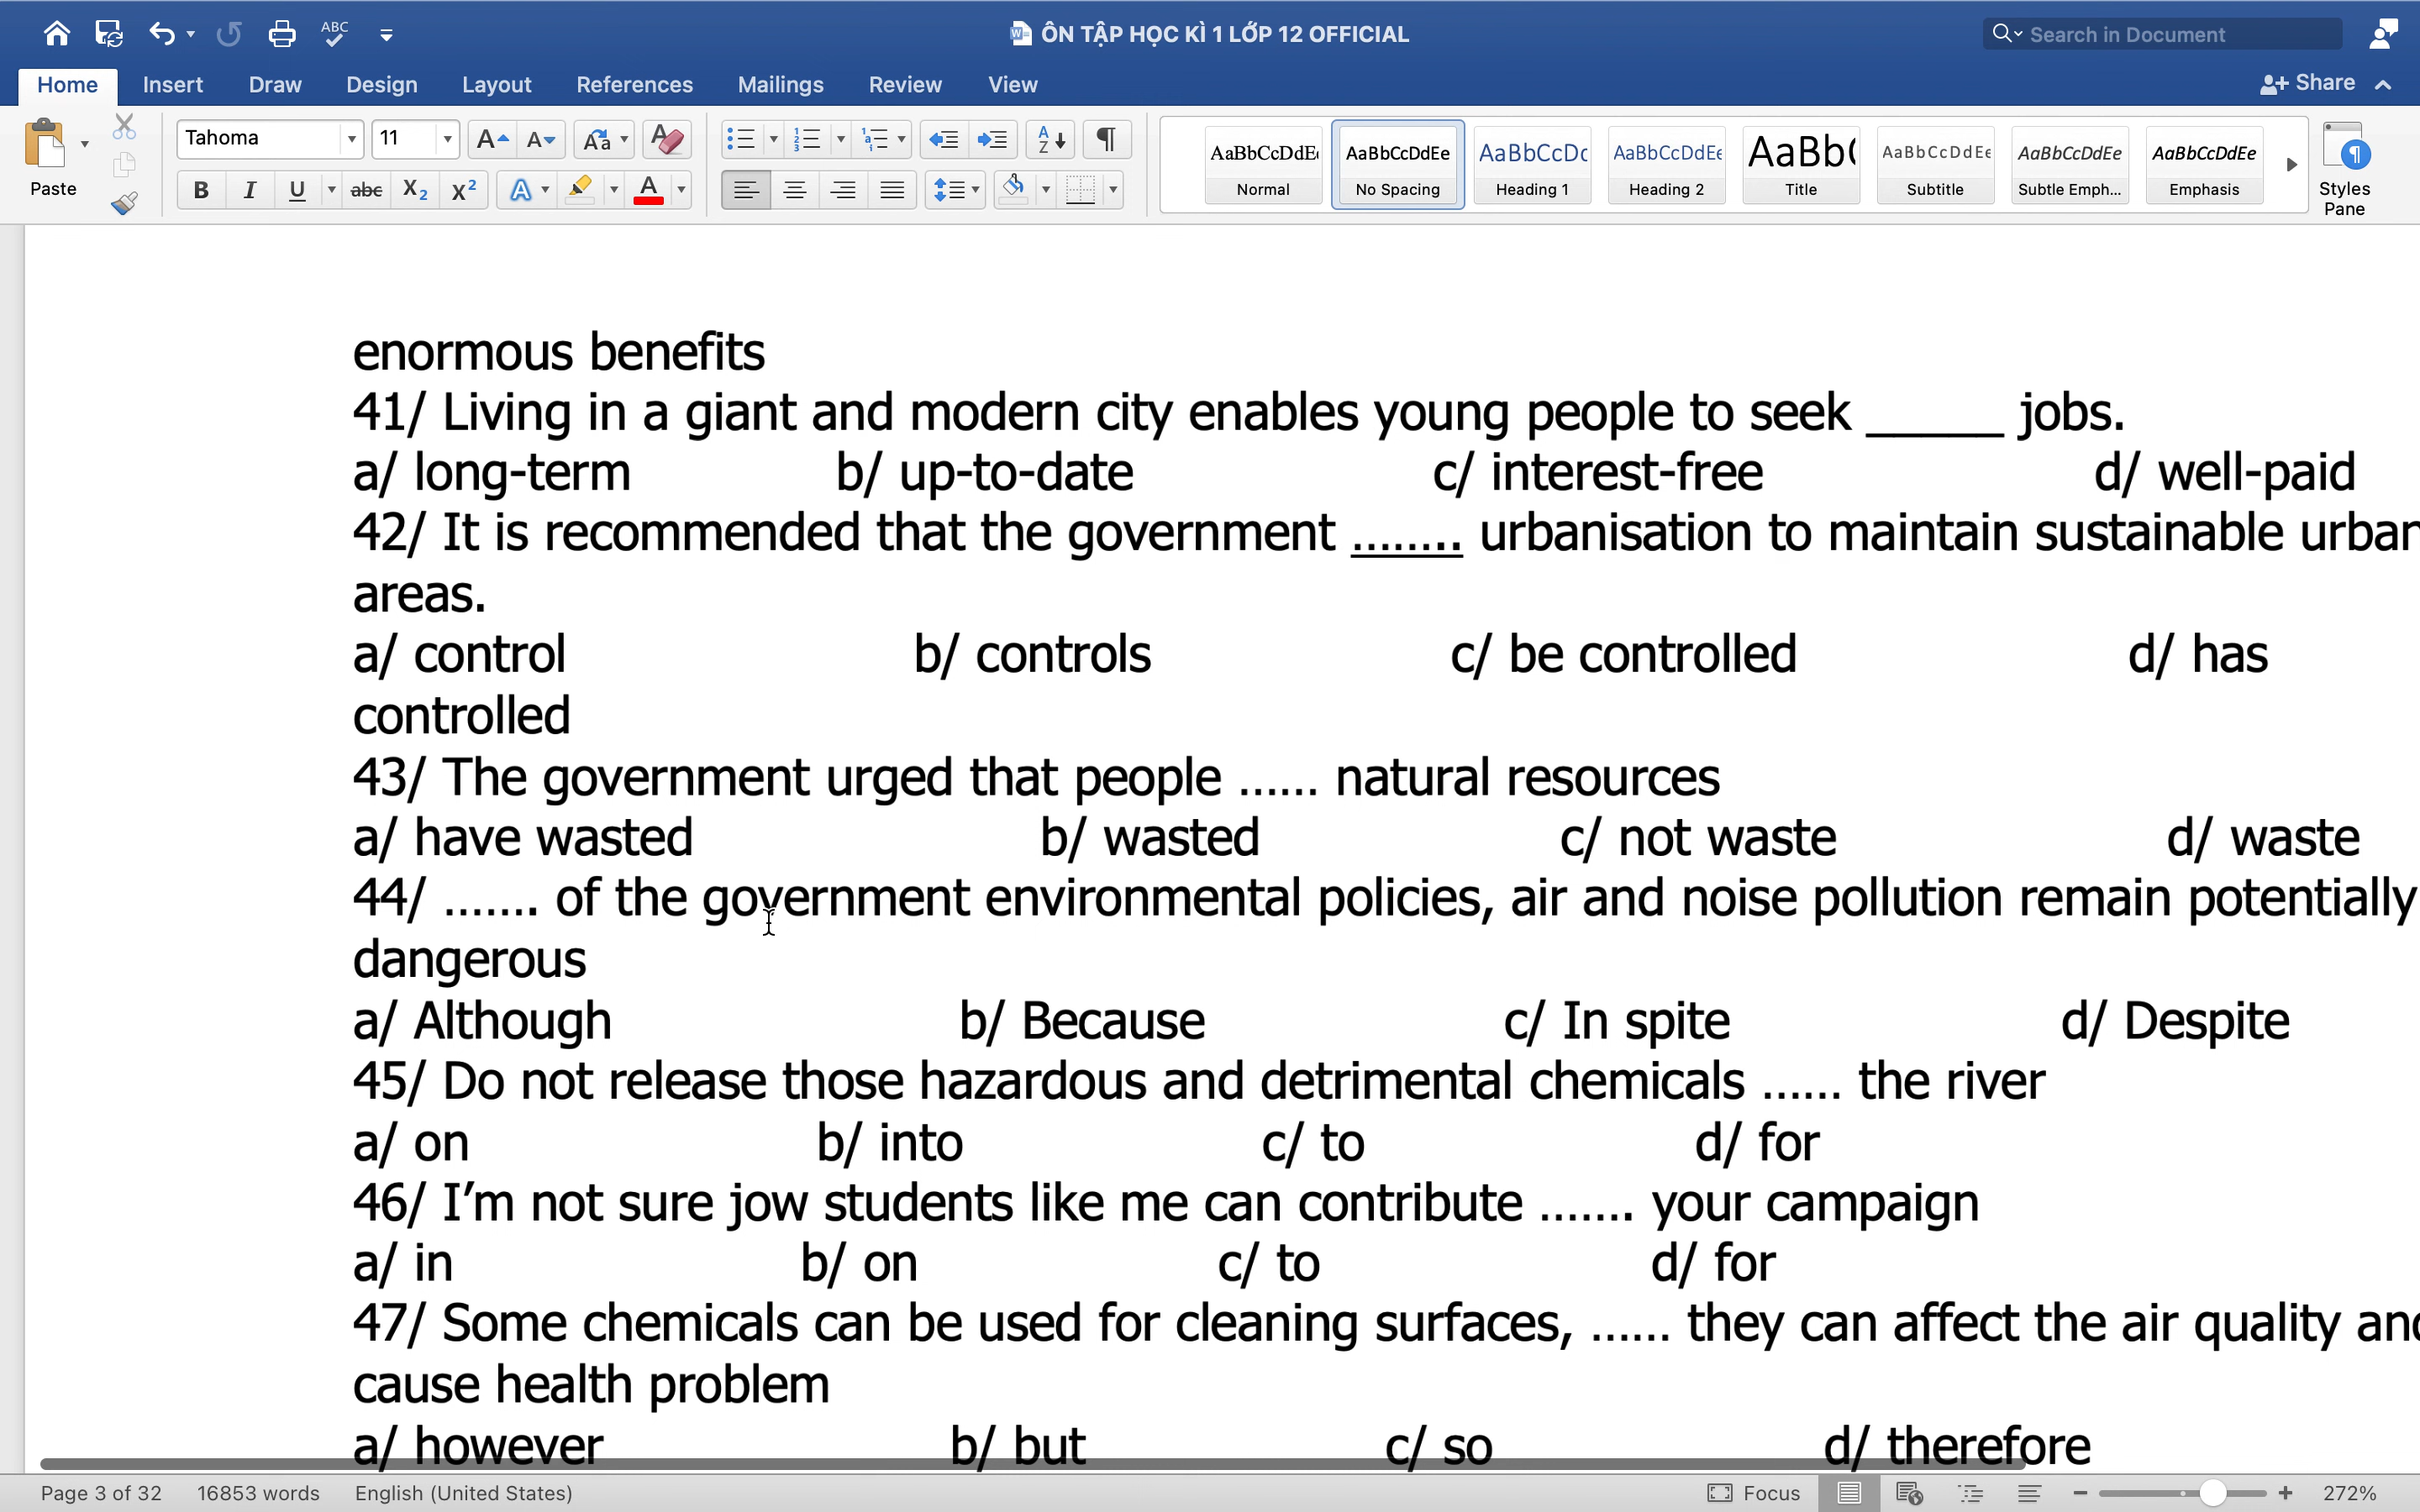 ABC
ÔN TẬP HỌC KÌ 1 LỚP 12 OFFICIAL
Search in Document
Home Insert Draw Design Layout References Mailings Review View Share
Paste
Tahoma 11
AaBbCcDdEe AaBbCcDdEe AaBbCcDc AaBbCcDdEe AaBb( AaBbCcDdEe AaBbCcDdEe AaBbCcDdEe
Normal No Spacing Heading 1 Heading 2 Title Subtitle Subtle Emph... Emphasis
Styles
Pane
enormous benefits
41/ Living in a giant and modern city enables young people to seek ______ jobs.
a/ long-term b/ up-to-date c/ interest-free d/ well-paid
42/ It is recommended that the government ........ urbanisation to maintain sustainable urban
areas.
a/ control b/ controls c/ be controlled d/ has
controlled
43/ The government urged that people ...... natural resources
a/ have wasted b/ wasted c/ not waste d/ waste
44/ ....... of the government environmental policies, air and noise pollution remain potentially
dangerous
a/ Although b/ Because c/ In spite d/ Despite
45/ Do not release those hazardous and detrimental chemicals ...... the river
a/ on b/ into c/ to d/ for
46/ I’m not sure jow students like me can contribute ....... your campaign
a/ in b/ on c/ to d/ for
47/ Some chemicals can be used for cleaning surfaces, ...... they can affect the air quality and
cause health problem
a/ however b/ but c/ so d/ therefore
Page 3 of 32 16853 words English (United States) Focus 272%